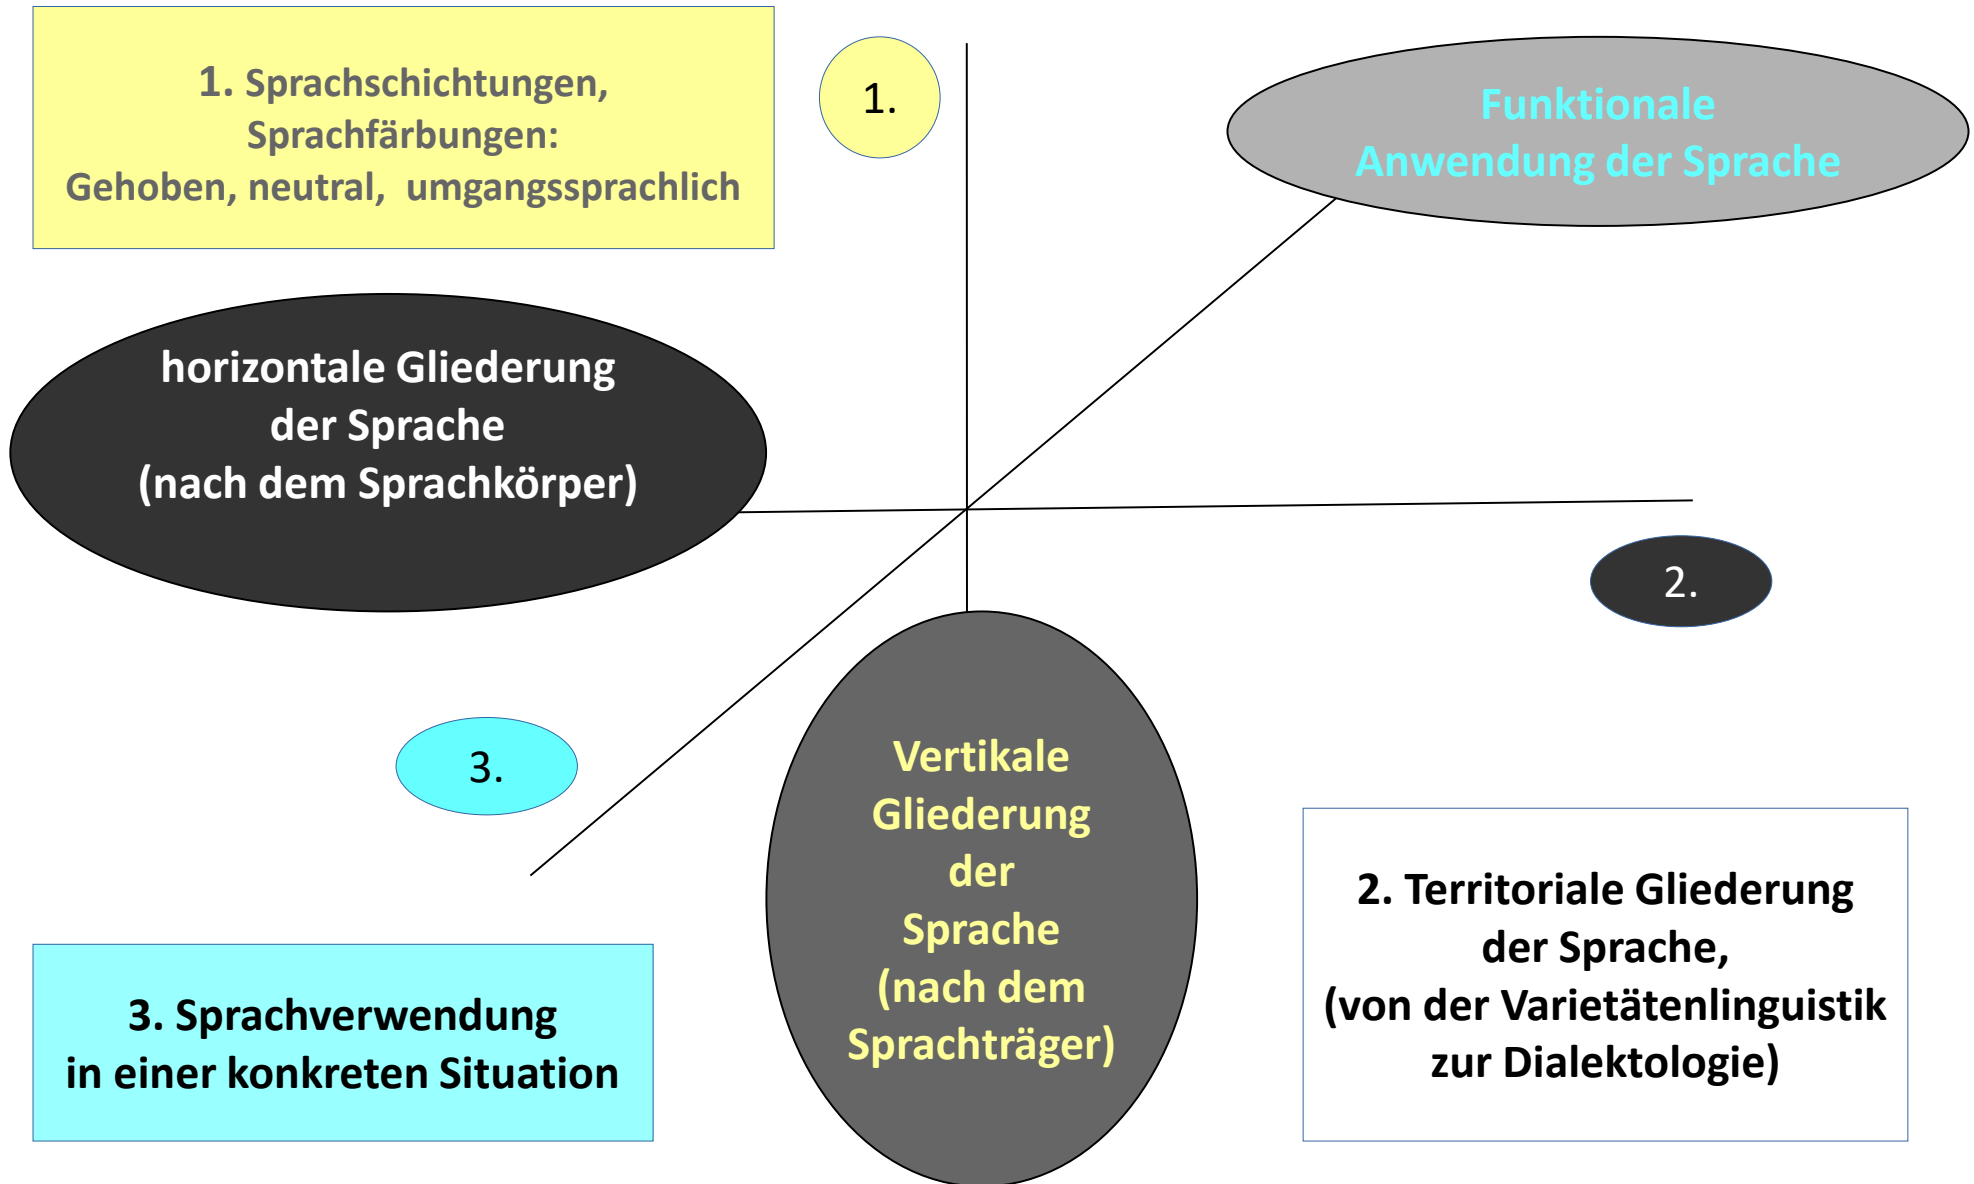 1. Sprachschichtungen,
Sprachfärbungen:
Gehoben, neutral, umgangssprachlich
1.
Funktionale
Anwendung der Sprache
horizontale Gliederung
der Sprache
(nach dem Sprachkörper)
2.
3.
Vertikale
Gliederung
der
Sprache
(nach dem
Sprachträger)
2. Territoriale Gliederung
der Sprache,
(von der Varietätenlinguistik
zur Dialektologie)
3. Sprachverwendung
in einer konkreten Situation